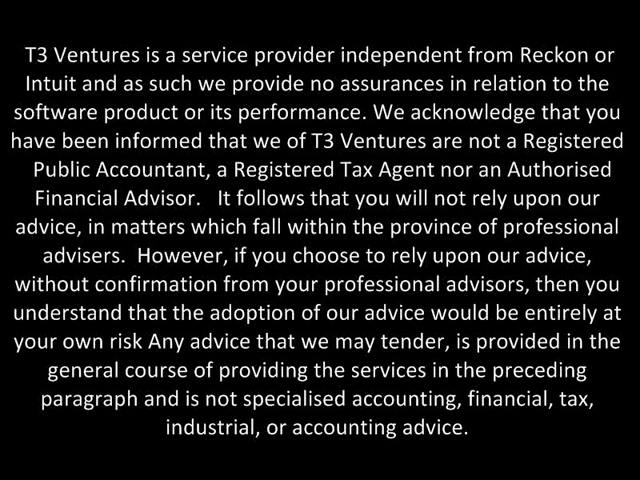 T3 Ventures is a service provider independent from Reckon or
Intuit and as such we provide no assurances in relation to the
software product or its performance. We acknowledge that you
have been informed that we of T3 Ventures are not a Registered
Public Accountant, a Registered Tax Agent nor an Authorised
Financial Advisor.   It follows that you will not rely upon our
advice, in matters which fall within the province of professional
advisers.  However, if you choose to rely upon our advice,
without confirmation from your professional advisors, then you
understand that the adoption of our advice would be entirely at
your own risk Any advice that we may tender, is provided in the
general course of providing the services in the preceding
paragraph and is not specialised accounting, financial, tax,
industrial, or accounting advice.